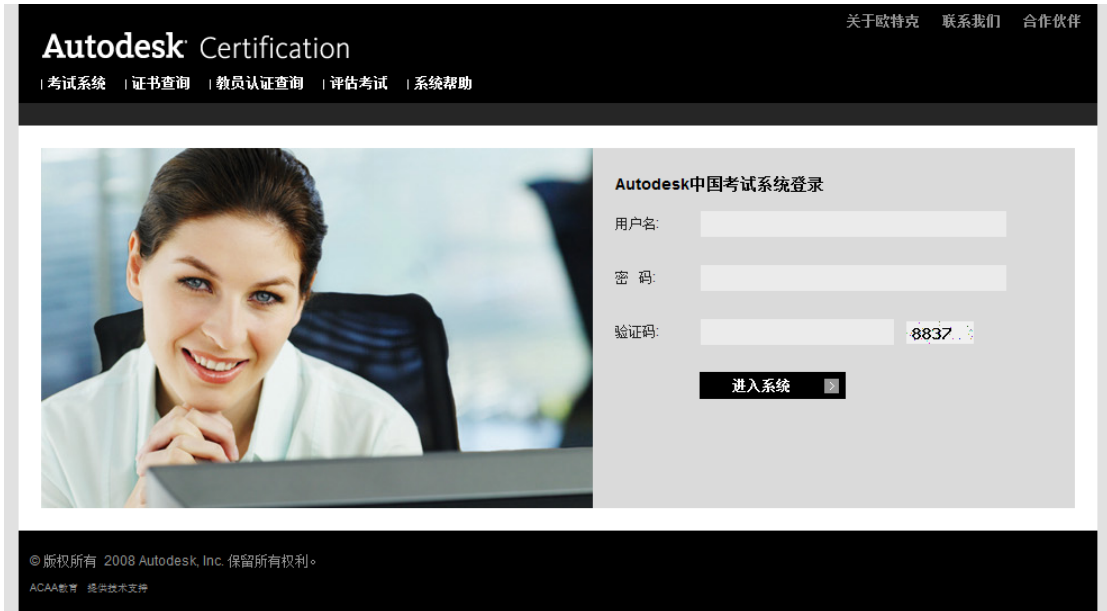 关于欧特克 联系我们 合作伙伴
Autodesk Certification
| 考试系统 | 证书查询 | 教员认证查询 | 评估考试 | 系统帮助
Autodesk中国考试系统登录
用户名:
密 码:
验证码: 8837
进入系统
© 版权所有 2008 Autodesk, Inc. 保留所有权利。
ACAA教育 提供技术支持